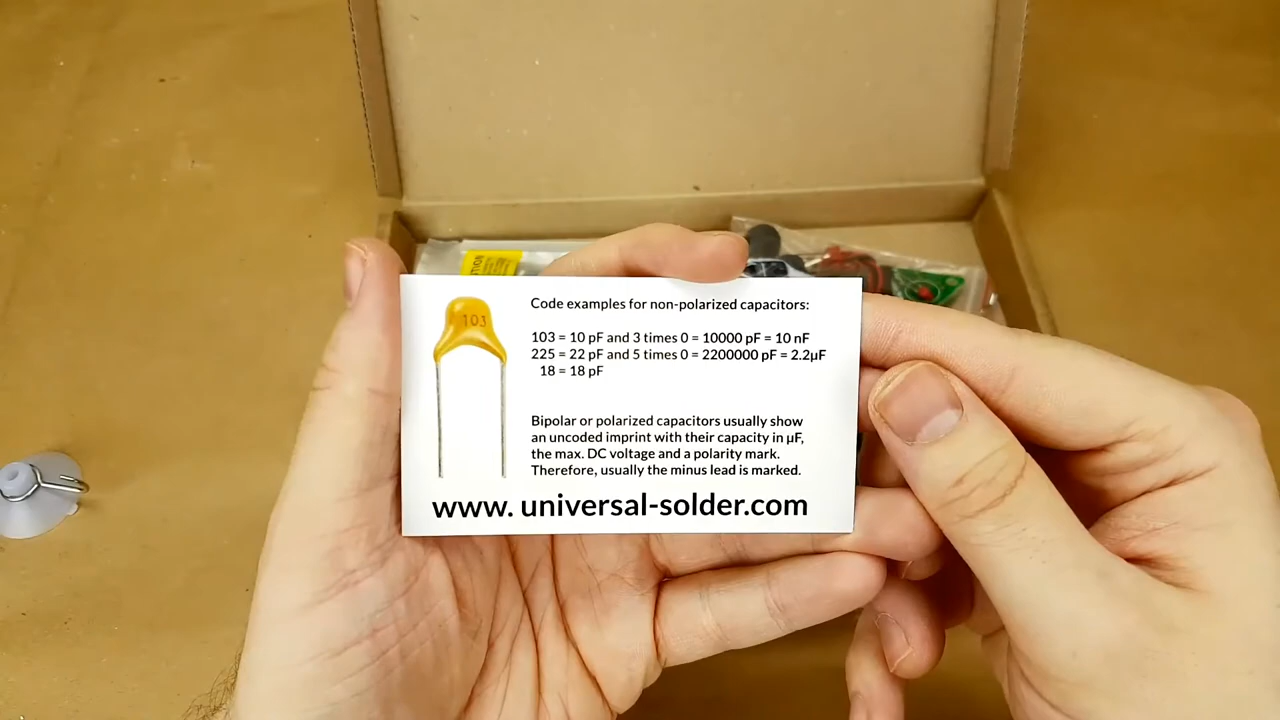 103
Code examples for non-polarized capacitors:
103 = 10 pF and 3 times 0 = 10000 pF = 10 nF
225 = 22 pF and 5 times 0 = 2200000 pF = 2.2µF
18 = 18 pF
Bipolar or polarized capacitors usually show
an uncoded imprint with their capacity in µF,
the max. DC voltage and a polarity mark.
Therefore, usually the minus lead is marked.
www. universal-solder.com